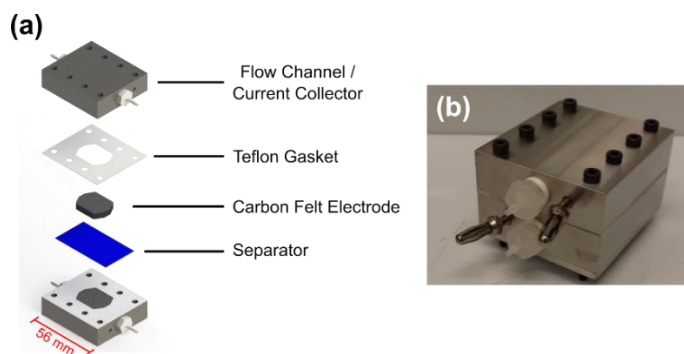 (a)
Flow Channel /
Current Collector
Teflon Gasket
Carbon Felt Electrode
Separator
56 mm
(b)